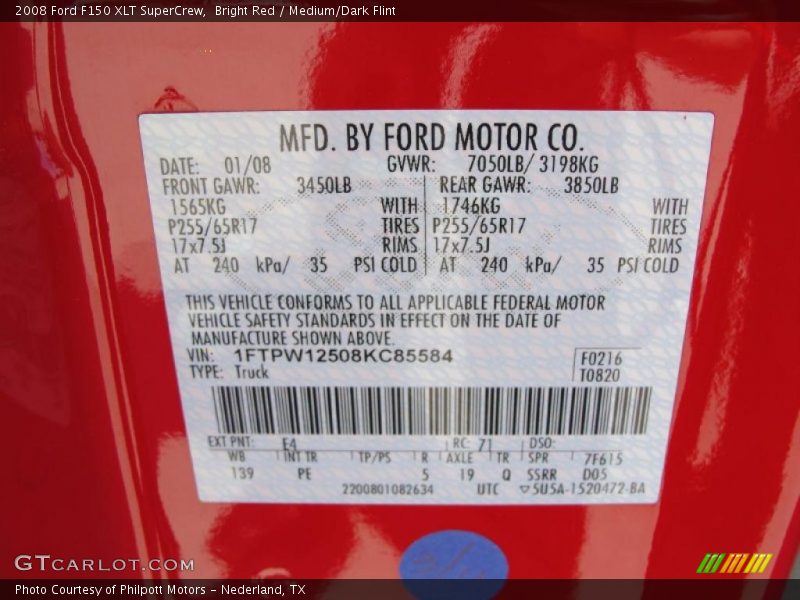 2008 Ford F150 XLT SuperCrew, Bright Red / Medium/Dark Flint
MFD. BY FORD MOTOR CO.
DATE: 01/08 GVWR: 7050LB/ 3198KG
FRONT GAWR: 3450LB REAR GAWR: 3850LB
1565KG WITH 1746KG WITH
P255/65R17 TIRES P255/65R17 TIRES
17x7.5J RIMS 17x7.5J RIMS
AT 240 kPa/ 35 PSI COLD AT 240 kPa/ 35 PSI COLD
THIS VEHICLE CONFORMS TO ALL APPLICABLE FEDERAL MOTOR
VEHICLE SAFETY STANDARDS IN EFFECT ON THE DATE OF
MANUFACTURE SHOWN ABOVE.
VIN: 1FTPW12508KC85584 F0216
TYPE: Truck T0820
EXT PNT: E4 RC: 71 DSO:
WB INT TR TP/PS R AXLE TR SPR 7F615
139 PE 5 19 Q SSRR D05
2200801082634 UTC 5U5A-1520472-BA
GTCARLOT.COM
Photo Courtesy of Philpott Motors - Nederland, TX